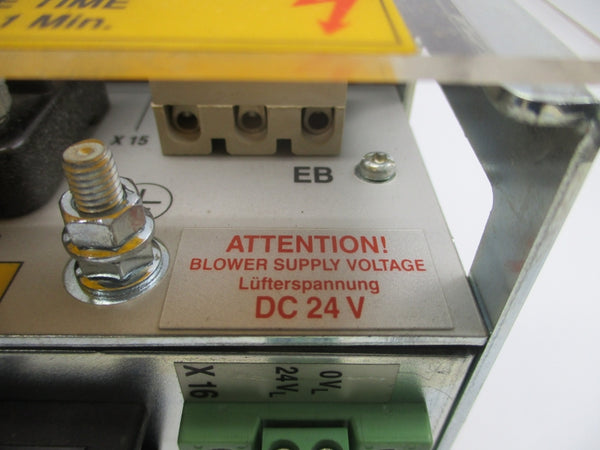 E TIME
1 Min.
X 15
EB
ATTENTION!
BLOWER SUPPLY VOLTAGE
Lüfterspannung
DC 24 V
X 16
24VL
0VL